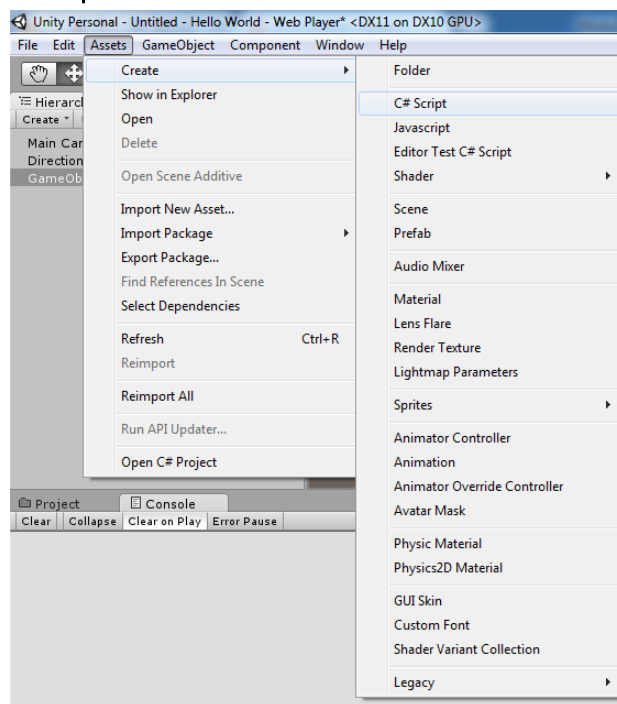 Unity Personal - Untitled - Hello World - Web Player* <DX11 on DX10 GPU>
File Edit Assets GameObject Component Window Help
Hierarcl
Create
Main Car
Direction
GameOb
Create
Show in Explorer
Open
Delete
Open Scene Additive
Import New Asset...
Import Package
Export Package...
Find References In Scene
Select Dependencies
Refresh Ctrl+R
Reimport
Reimport All
Run API Updater...
Open C# Project
Folder
C# Script
Javascript
Editor Test C# Script
Shader
Scene
Prefab
Audio Mixer
Material
Lens Flare
Render Texture
Lightmap Parameters
Sprites
Animator Controller
Animation
Animator Override Controller
Avatar Mask
Physic Material
Physics2D Material
GUI Skin
Custom Font
Shader Variant Collection
Legacy
Project Console
Clear Collapse Clear on Play Error Pause